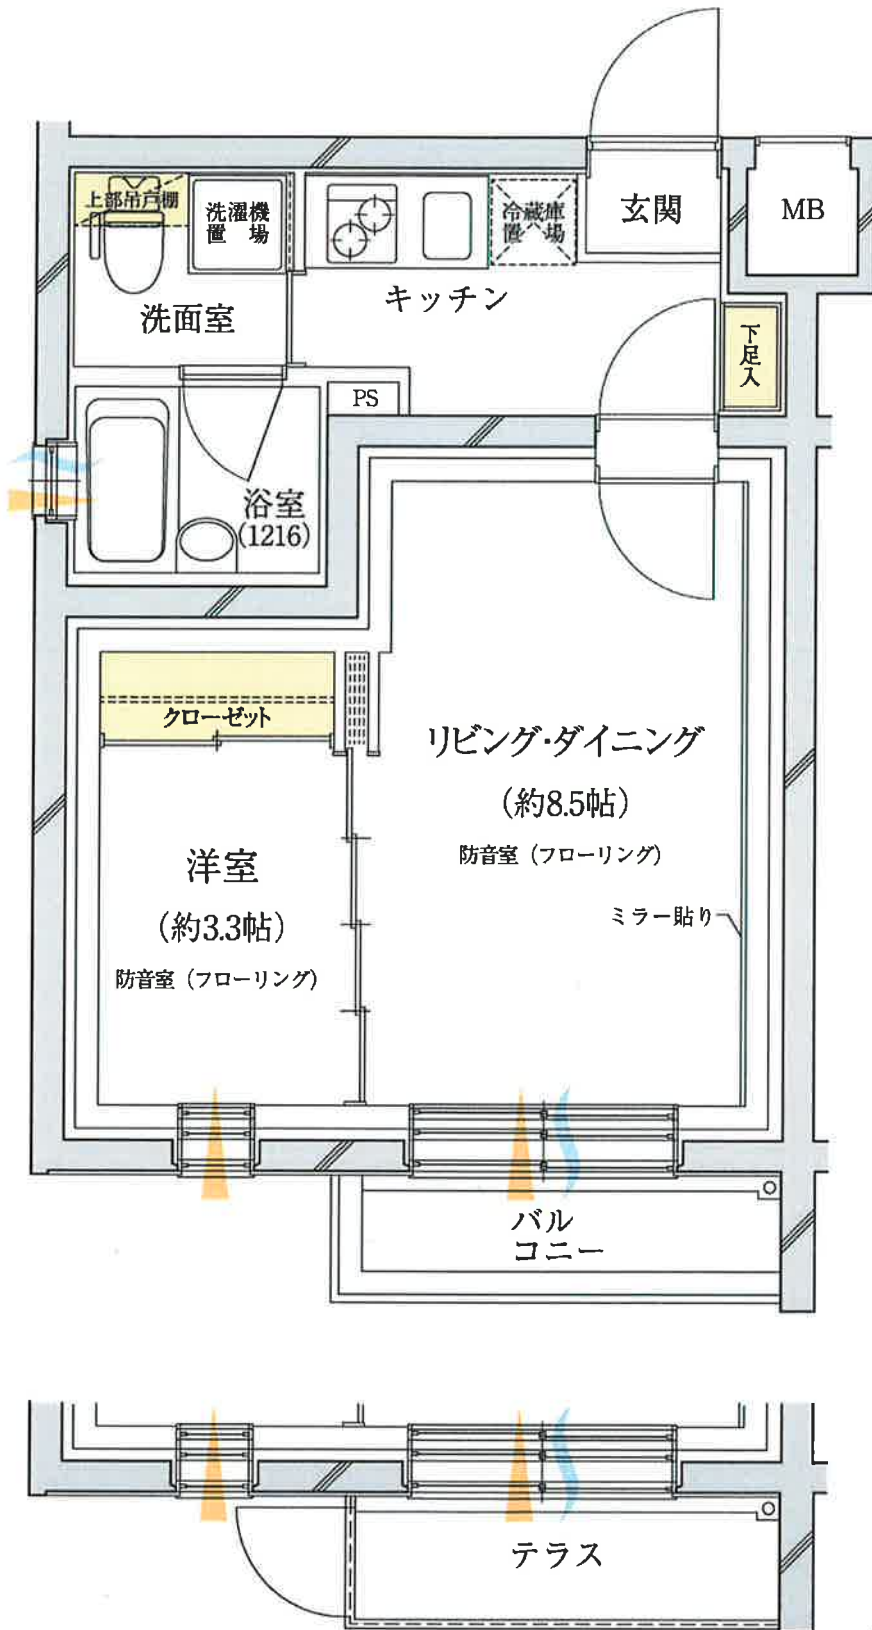 上部吊戸棚
洗濯機
置場
冷蔵庫
置場
玄関
MB
洗面室
キッチン
下足入
PS
浴室
(1216)
クローゼット
リビング・ダイニング
(約8.5帖)
防音室(フローリング)
洋室
(約3.3帖)
防音室(フローリング)
ミラー貼り
バル
コニー
テラス